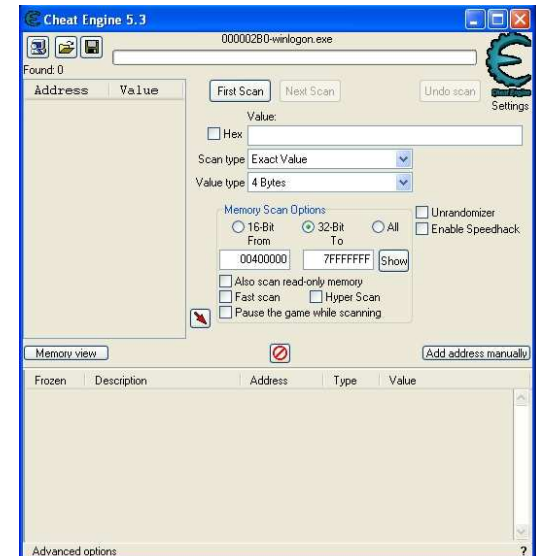 Cheat Engine 5.3
000002B0-winlogon.exe
Found: 0
Address Value
First Scan Next Scan Undo scan
Settings
Value:
Hex
Scan type Exact Value
Value type 4 Bytes
Memory Scan Options
16-Bit 32-Bit All
From To
00400000 7FFFFFFF Show
Also scan read-only memory
Fast scan Hyper Scan
Pause the game while scanning
Unrandomizer
Enable Speedhack
Memory view Add address manually
Frozen Description Address Type Value
Advanced options ?